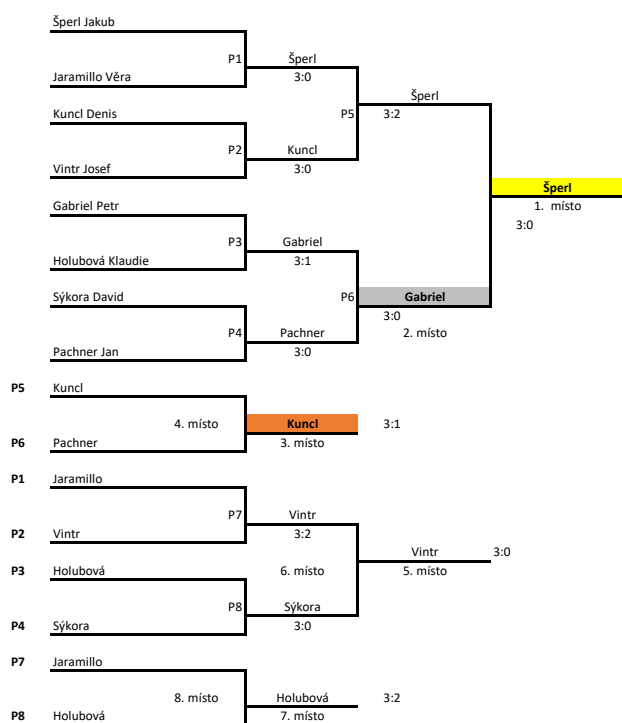 Šperl Jakub
P1 Šperl
Jaramillo Věra 3:0
Šperl
Kuncl Denis P5 3:2
P2 Kuncl
Vintr Josef 3:0
Šperl
Gabriel Petr 1. místo
3:0
P3 Gabriel
Holubová Klaudie 3:1
Sýkora David P6 Gabriel
3:0
P4 Pachner 2. místo
Pachner Jan 3:0
P5 Kuncl
4. místo Kuncl 3:1
P6 Pachner 3. místo
P1 Jaramillo
P7 Vintr
P2 Vintr 3:2
Vintr 3:0
P3 Holubová 6. místo 5. místo
P8 Sýkora
P4 Sýkora 3:0
P7 Jaramillo
8. místo Holubová 3:2
P8 Holubová 7. místo